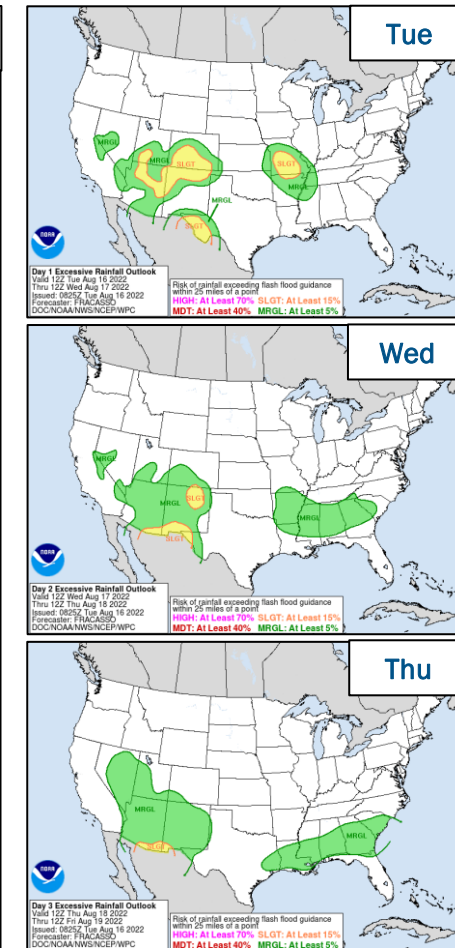 Tue
MRGL
MRGL
SLGT
SLGT
MRGL
MRGL
SLGT
NOAA
Day 1 Excessive Rainfall Outlook
Valid 12Z Tue Aug 16 2022
Thru 12Z Wed Aug 17 2022
Issued: 0825Z Tue Aug 16 2022
Forecaster: FRACASSO
DOC/NOAA/NWS/NCEP/WPC
Risk of rainfall exceeding flash flood guidance
within 25 miles of a point
HIGH: At Least 70% SLGT: At Least 15%
MDT: At Least 40% MRGL: At Least 5%
Wed
MRGL
SLGT
MRGL
MRGL
SLGT
NOAA
Day 2 Excessive Rainfall Outlook
Valid 12Z Wed Aug 17 2022
Thru 12Z Thu Aug 18 2022
Issued: 0825Z Tue Aug 16 2022
Forecaster: FRACASSO
DOC/NOAA/NWS/NCEP/WPC
Risk of rainfall exceeding flash flood guidance
within 25 miles of a point
HIGH: At Least 70% SLGT: At Least 15%
MDT: At Least 40% MRGL: At Least 5%
Thu
MRGL
MRGL
SLGT
NOAA
Day 3 Excessive Rainfall Outlook
Valid 12Z Thu Aug 18 2022
Thru 12Z Fri Aug 19 2022
Issued: 0825Z Tue Aug 16 2022
Forecaster: FRACASSO
DOC/NOAA/NWS/NCEP/WPC
Risk of rainfall exceeding flash flood guidance
within 25 miles of a point
HIGH: At Least 70% SLGT: At Least 15%
MDT: At Least 40% MRGL: At Least 5%